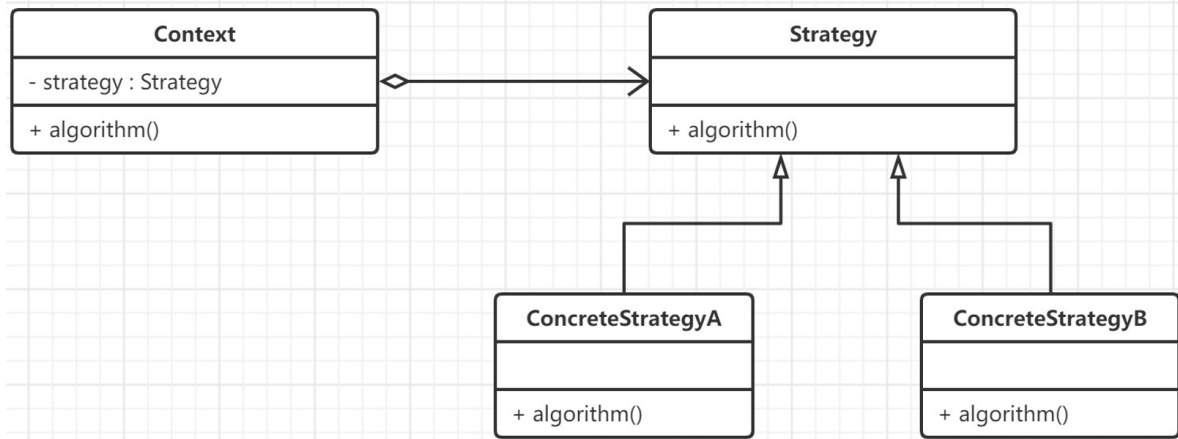 Context
- strategy : Strategy
+ algorithm()
Strategy
+ algorithm()
ConcreteStrategyA
+ algorithm()
ConcreteStrategyB
+ algorithm()